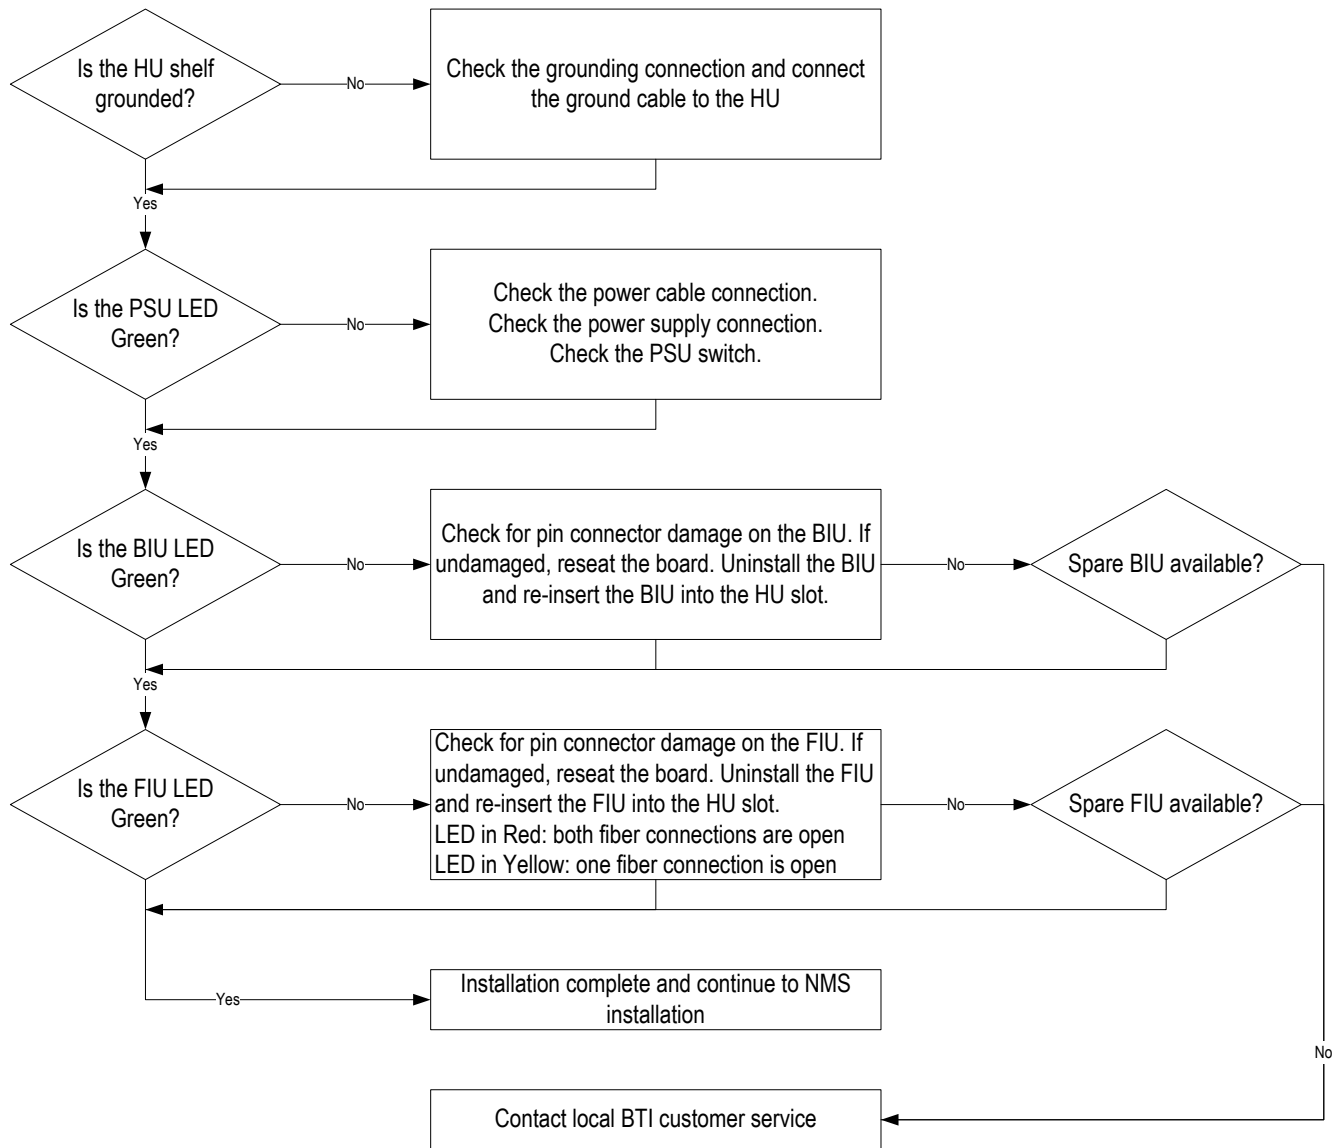 Is the HU shelf
grounded?
No
Check the grounding connection and connect
the ground cable to the HU
Yes
Is the PSU LED
Green?
No
Check the power cable connection.
Check the power supply connection.
Check the PSU switch.
Yes
Is the BIU LED
Green?
No
Check for pin connector damage on the BIU. If
undamaged, reseat the board. Uninstall the BIU
and re-insert the BIU into the HU slot.
No
Spare BIU available?
Yes
Is the FIU LED
Green?
No
Check for pin connector damage on the FIU. If
undamaged, reseat the board. Uninstall the FIU
and re-insert the FIU into the HU slot.
LED in Red: both fiber connections are open
LED in Yellow: one fiber connection is open
No
Spare FIU available?
Yes
Installation complete and continue to NMS
installation
No
Contact local BTI customer service